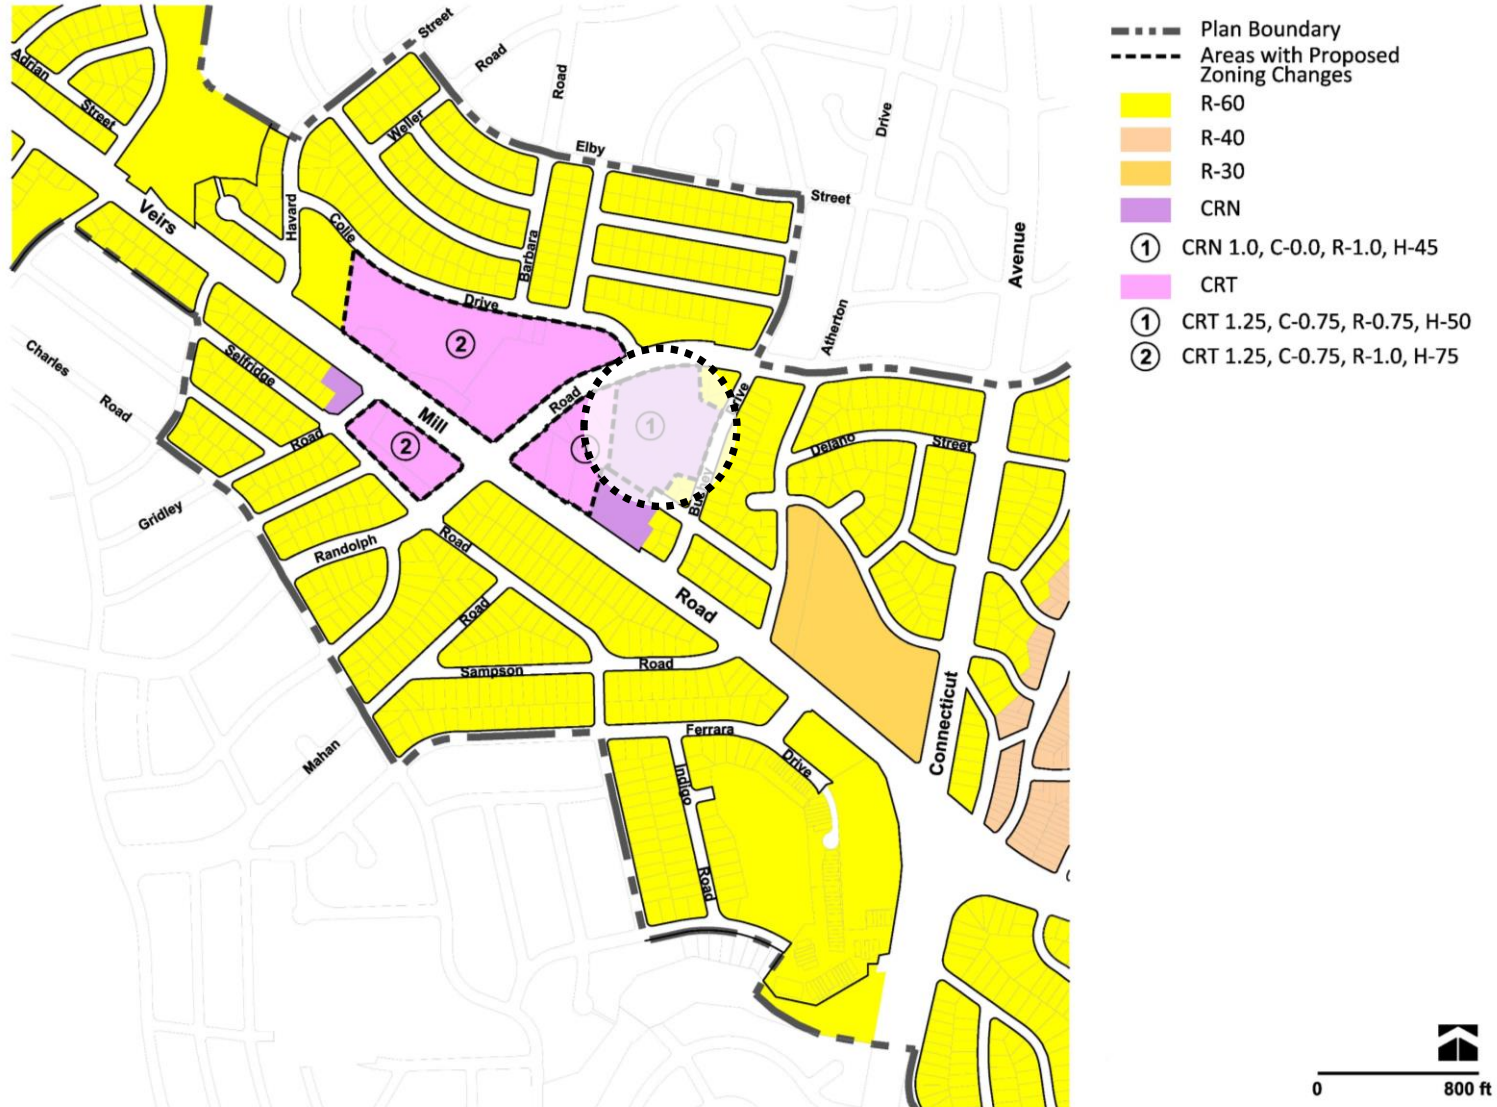 Plan Boundary
Areas with Proposed
Zoning Changes
R-60
R-40
R-30
CRN
1 CRN 1.0, C-0.0, R-1.0, H-45
CRT
1 CRT 1.25, C-0.75, R-0.75, H-50
2 CRT 1.25, C-0.75, R-1.0, H-75
0 800 ft
Street
Road
Road
Adrian
Street
Weller
Elby
Drive
Street
Veirs
Havard
Colie
Barbara
Avenue
Drive
Atherton
2
Charles
Road
Selfridge
Mill
Road
Drive
1
2
Road
Delano
Street
Gridley
Randolph
Road
Road
Road
Sampson
Road
Connecticut
Mahan
Ferrara
Drive
Indigo
Road